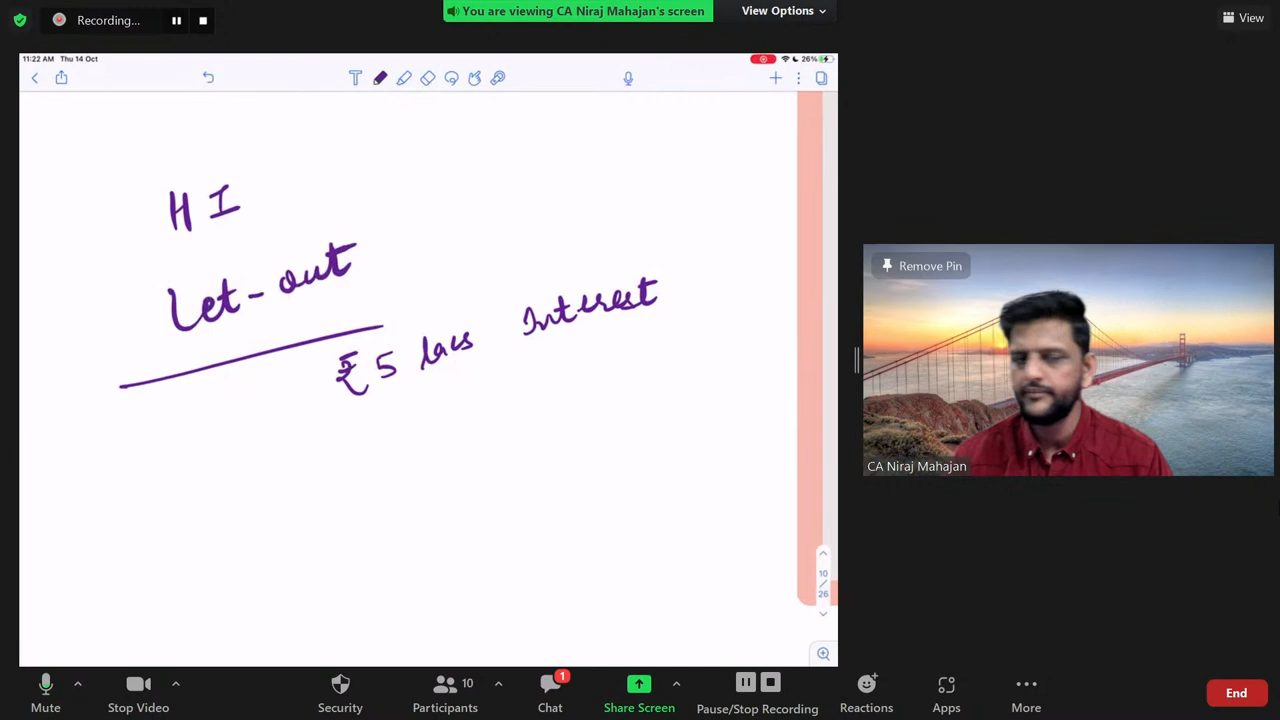 Recording...
You are viewing CA Niraj Mahajan's screen
View Options
View
11:22 AM Thu 14 Oct
26%
T
H I
Let-out
₹ 5 lacs Interest
10
/
26
Remove Pin
CA Niraj Mahajan
Mute
Stop Video
Security
10
Participants
1
Chat
Share Screen
Pause/Stop Recording
Reactions
Apps
More
End